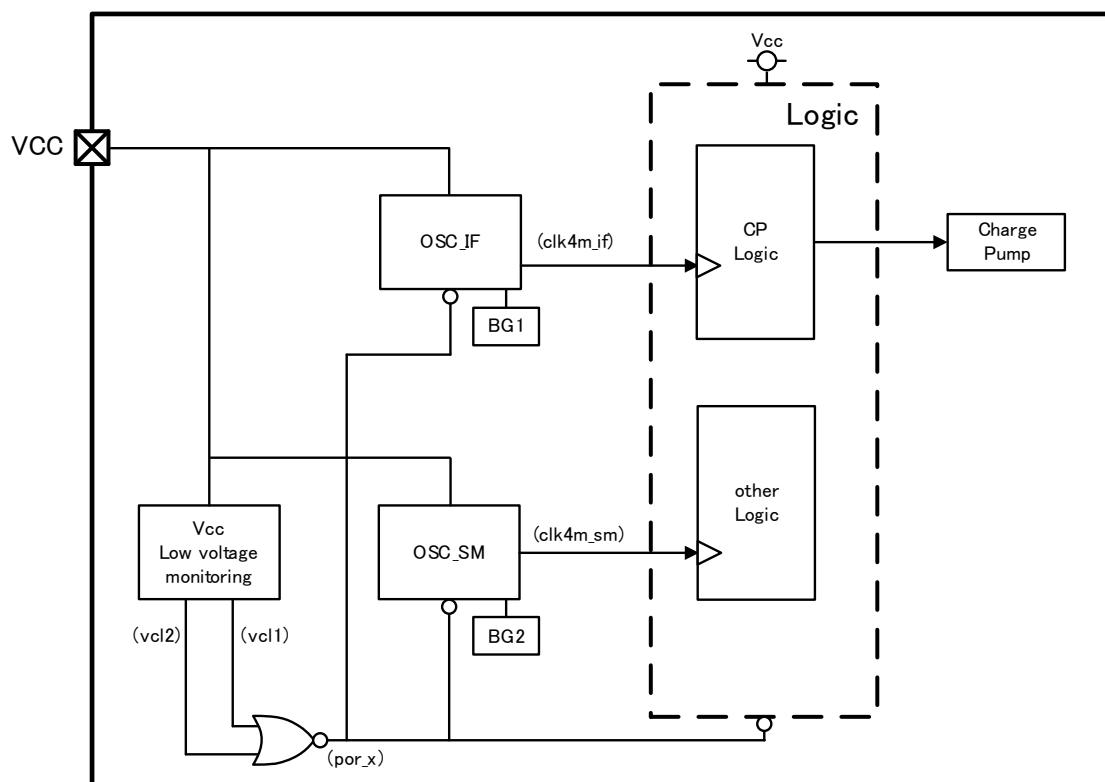 Vcc
Logic
VCC
OSC_IF
(clk4m_if)
CP
Logic
Charge
Pump
BG1
Vcc
Low voltage
monitoring
OSC_SM
(clk4m_sm)
other
Logic
BG2
(vcl2)
(vcl1)
(por_x)